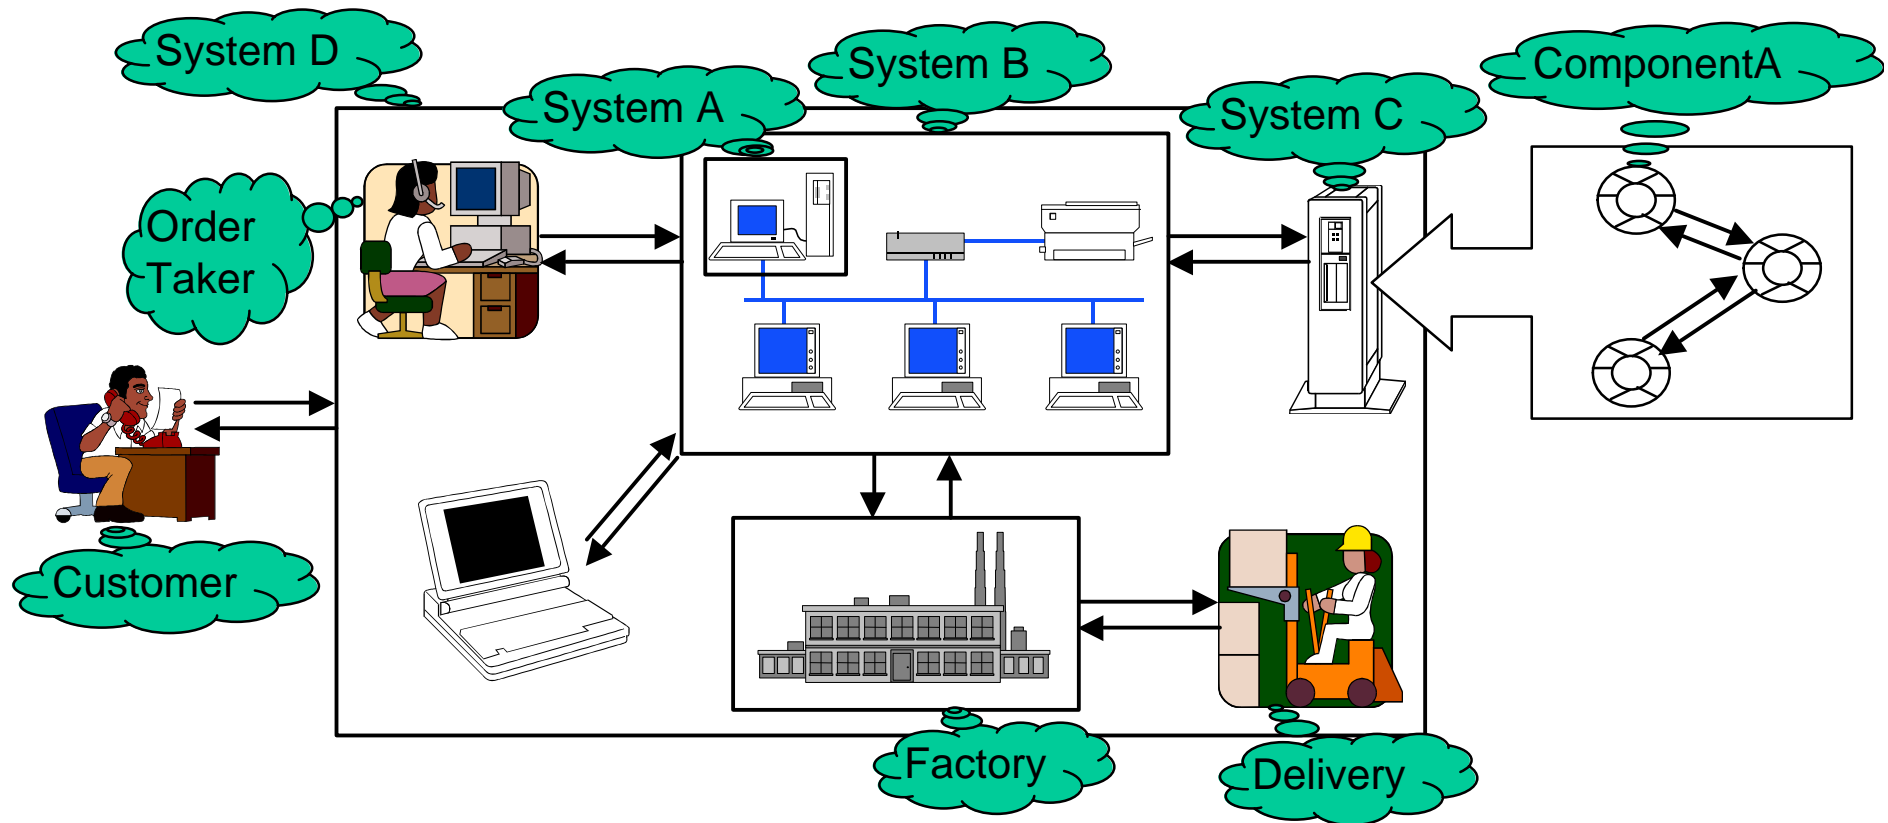 System D
System A
System B
System C
ComponentA
Order
Taker
Customer
Factory
Delivery